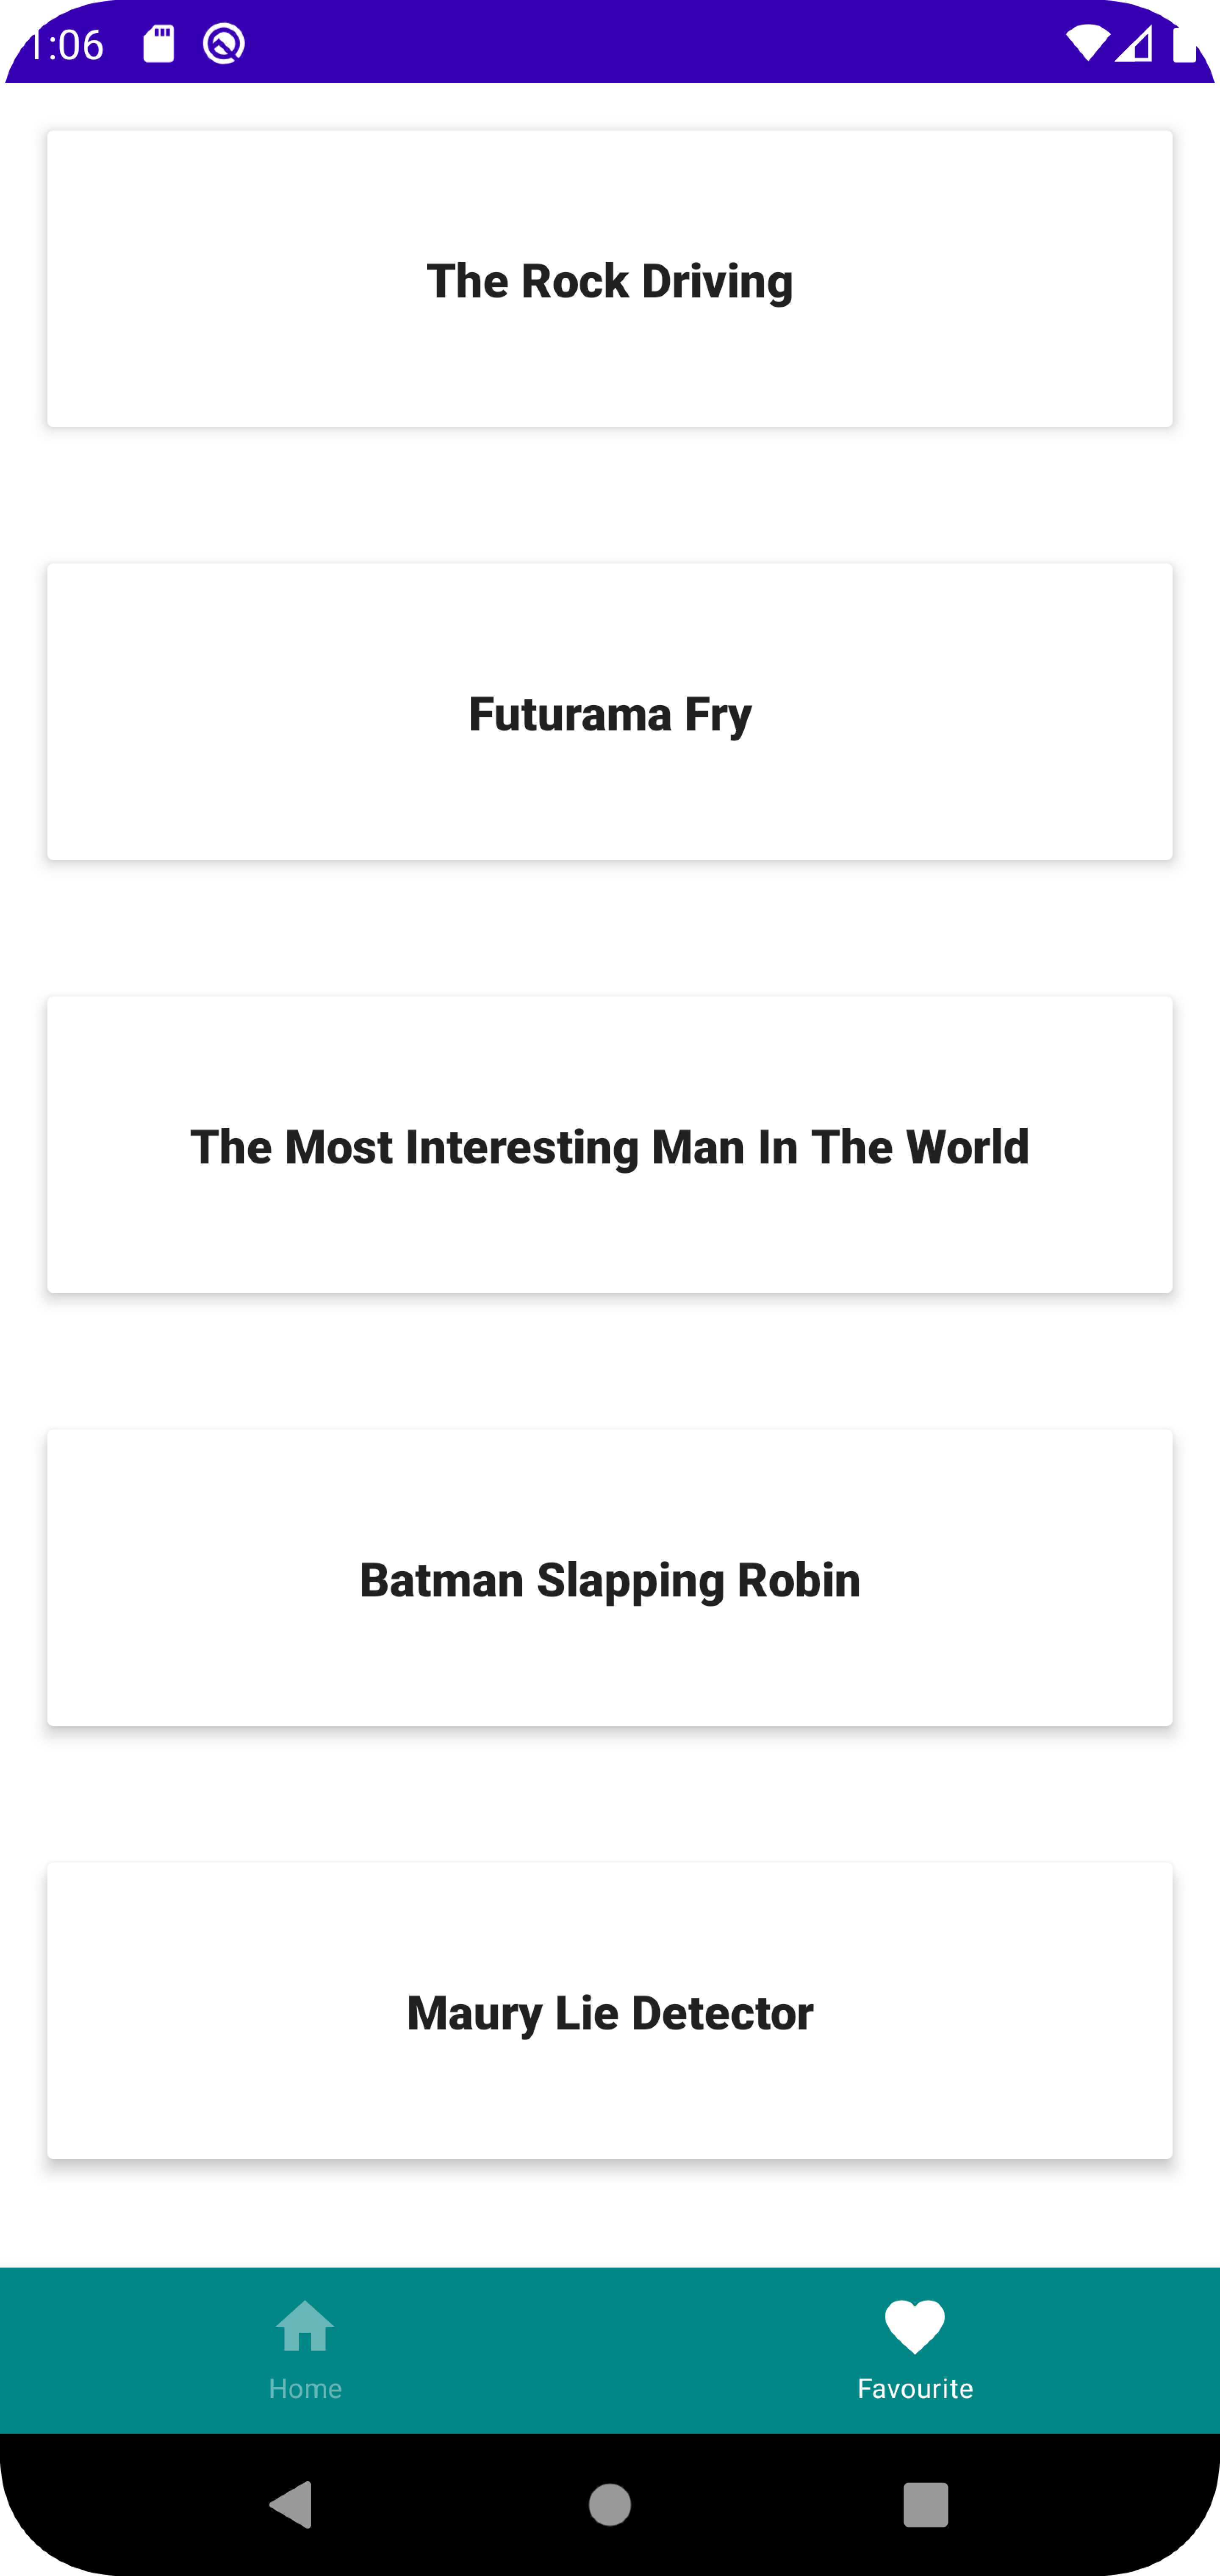 1:06
The Rock Driving
Futurama Fry
The Most Interesting Man In The World
Batman Slapping Robin
Maury Lie Detector
Home
Favourite